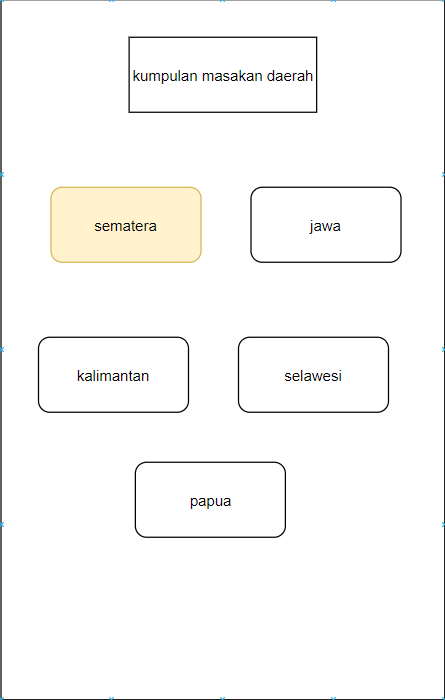 kumpulan masakan daerah
sematera
jawa
kalimantan
selawesi
papua